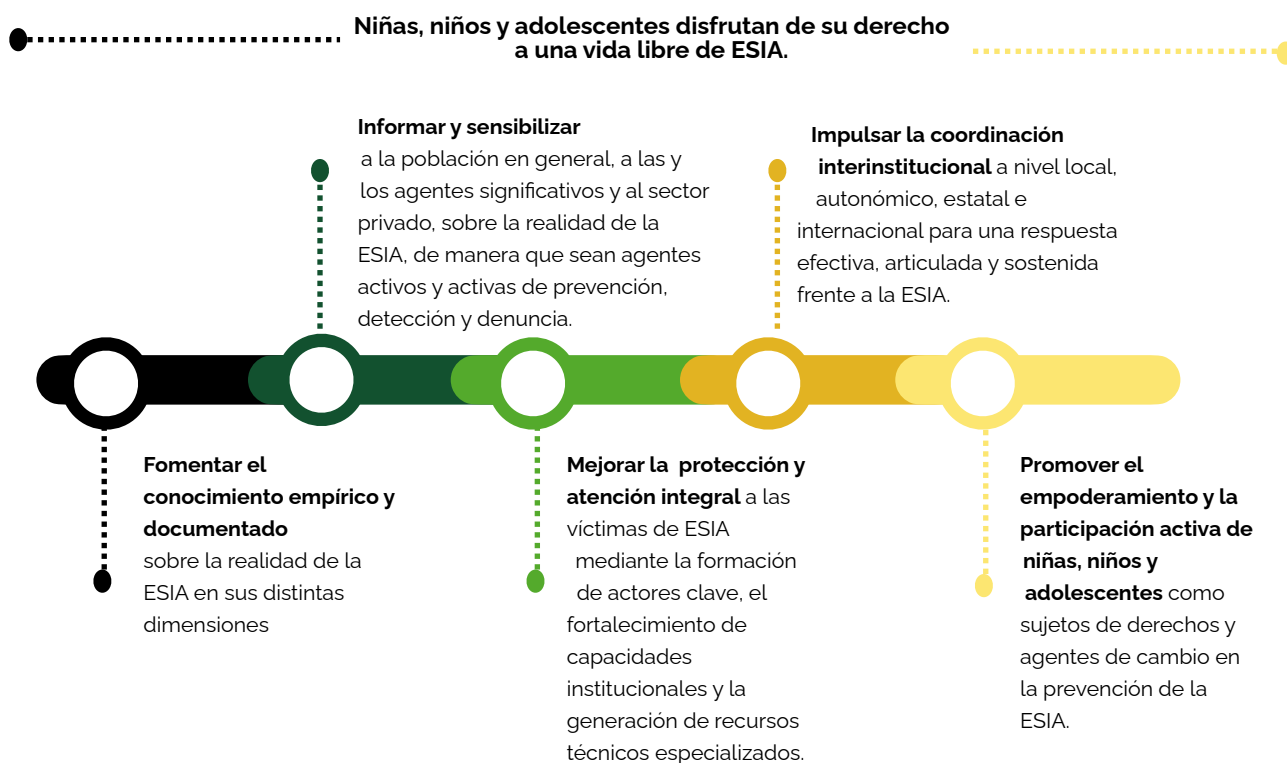 Niñas, niños y adolescentes disfrutan de su derecho
a una vida libre de ESIA.
Informar y sensibilizar
a la población en general, a las y
los agentes significativos y al sector
privado, sobre la realidad de la
ESIA, de manera que sean agentes
activos y activas de prevención,
detección y denuncia.
Impulsar la coordinación
interinstitucional a nivel local,
autonómico, estatal e
internacional para una respuesta
efectiva, articulada y sostenida
frente a la ESIA.
Fomentar el
conocimiento empírico y
documentado
sobre la realidad de la
ESIA en sus distintas
dimensiones
Mejorar la protección y
atención integral a las
víctimas de ESIA
mediante la formación
de actores clave, el
fortalecimiento de
capacidades
institucionales y la
generación de recursos
técnicos especializados.
Promover el
empoderamiento y la
participación activa de
niñas, niños y
adolescentes como
sujetos de derechos y
agentes de cambio en
la prevención de la
ESIA.